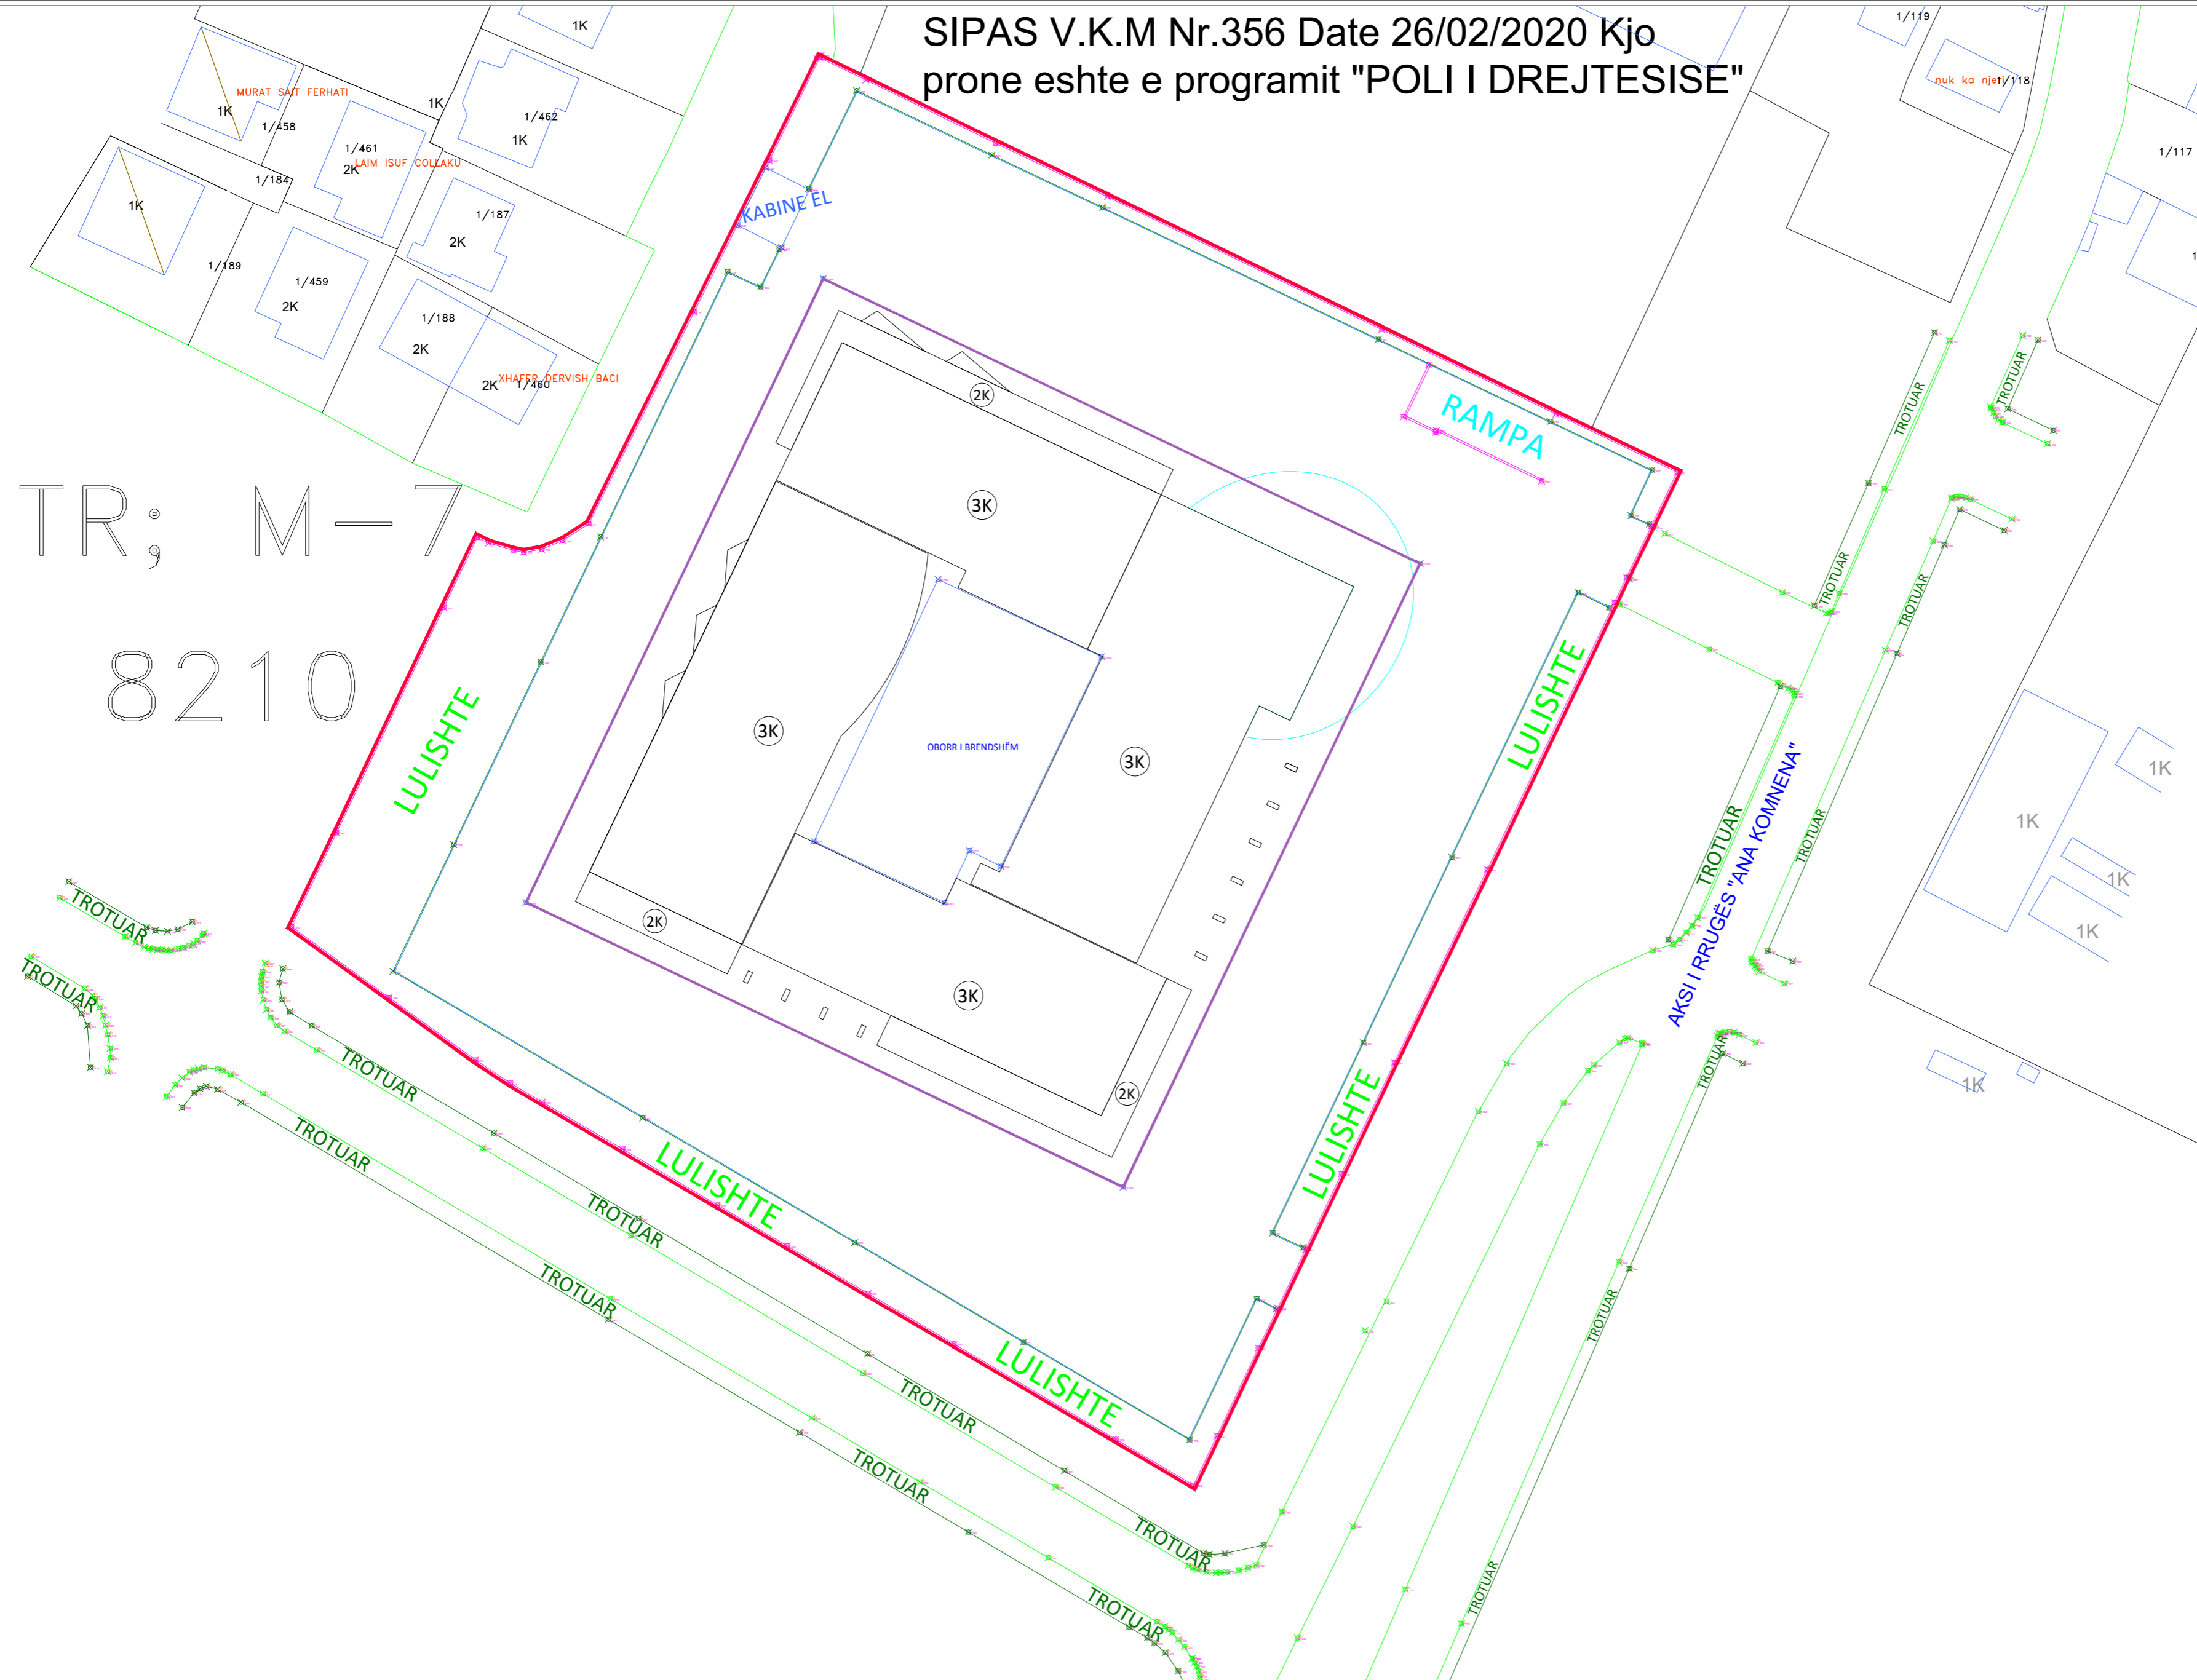 SIPAS V.K.M Nr.356 Date 26/02/2020 Kjo
prone eshte e programit "POLI I DREJTESISE"
1K
1/119
MURAT SAIT FERHATI
1K
1/458
1K
1/462
1K
nuk ka njeri
1/118
1/461
2K
LAIM ISUF COLLAKU
1/117
1/184
1K
1/187
2K
KABINE EL
1/189
1/459
2K
1/188
2K
2K
1/460
XHAFER DERVISH BACI
2K
RAMPA
TROTUAR
TROTUAR
TR; M-7
3K
TROTUAR
TROTUAR
8210
LULISHTE
LULISHTE
3K
OBORR I BRENDSHËM
3K
1K
1K
TROTUAR
AKSI I RRUGËS "ANA KOMNENA"
TROTUAR
1K
1K
TROTUAR
2K
TROTUAR
3K
TROTUAR
TROTUAR
1K
2K
TROTUAR
LULISHTE
LULISHTE
TROTUAR
TROTUAR
TROTUAR
LULISHTE
TROTUAR
TROTUAR
TROTUAR
TROTUAR
TROTUAR